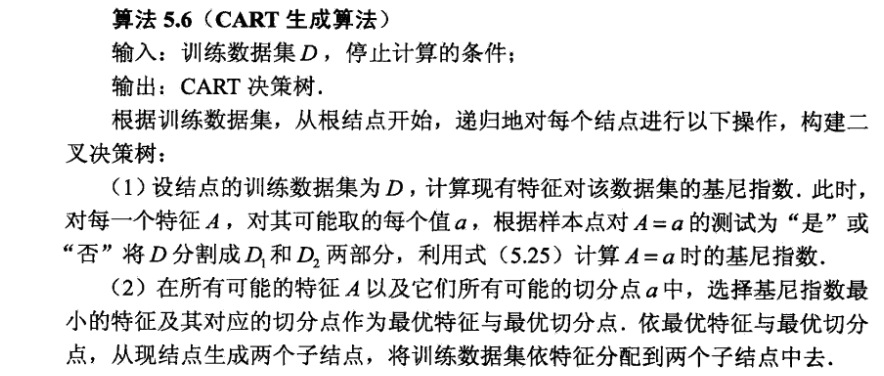 算法 5.6（CART 生成算法）
输入：训练数据集 D，停止计算的条件；
输出：CART 决策树．
根据训练数据集，从根结点开始，递归地对每个结点进行以下操作，构建二
叉决策树：
（1）设结点的训练数据集为 D，计算现有特征对该数据集的基尼指数．此时，
对每一个特征 A，对其可能取的每个值 a，根据样本点对 A = a 的测试为“是”或
“否”将 D 分割成 D₁ 和 D₂ 两部分，利用式（5.25）计算 A = a 时的基尼指数．
（2）在所有可能的特征 A 以及它们所有可能的切分点 a 中，选择基尼指数最
小的特征及其对应的切分点作为最优特征与最优切分点．依最优特征与最优切分
点，从现结点生成两个子结点，将训练数据集依特征分配到两个子结点中去．